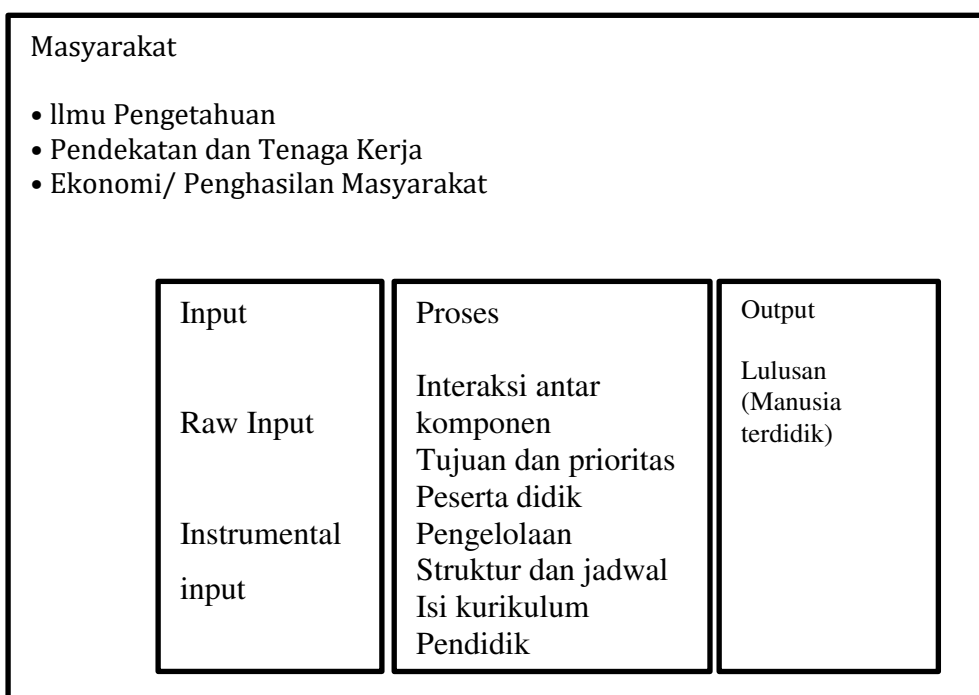 Masyarakat
• llmu Pengetahuan
• Pendekatan dan Tenaga Kerja
• Ekonomi/ Penghasilan Masyarakat
Input
Raw Input
Instrumental
input
Proses
Interaksi antar
komponen
Tujuan dan prioritas
Peserta didik
Pengelolaan
Struktur dan jadwal
Isi kurikulum
Pendidik
Output
Lulusan
(Manusia
terdidik)